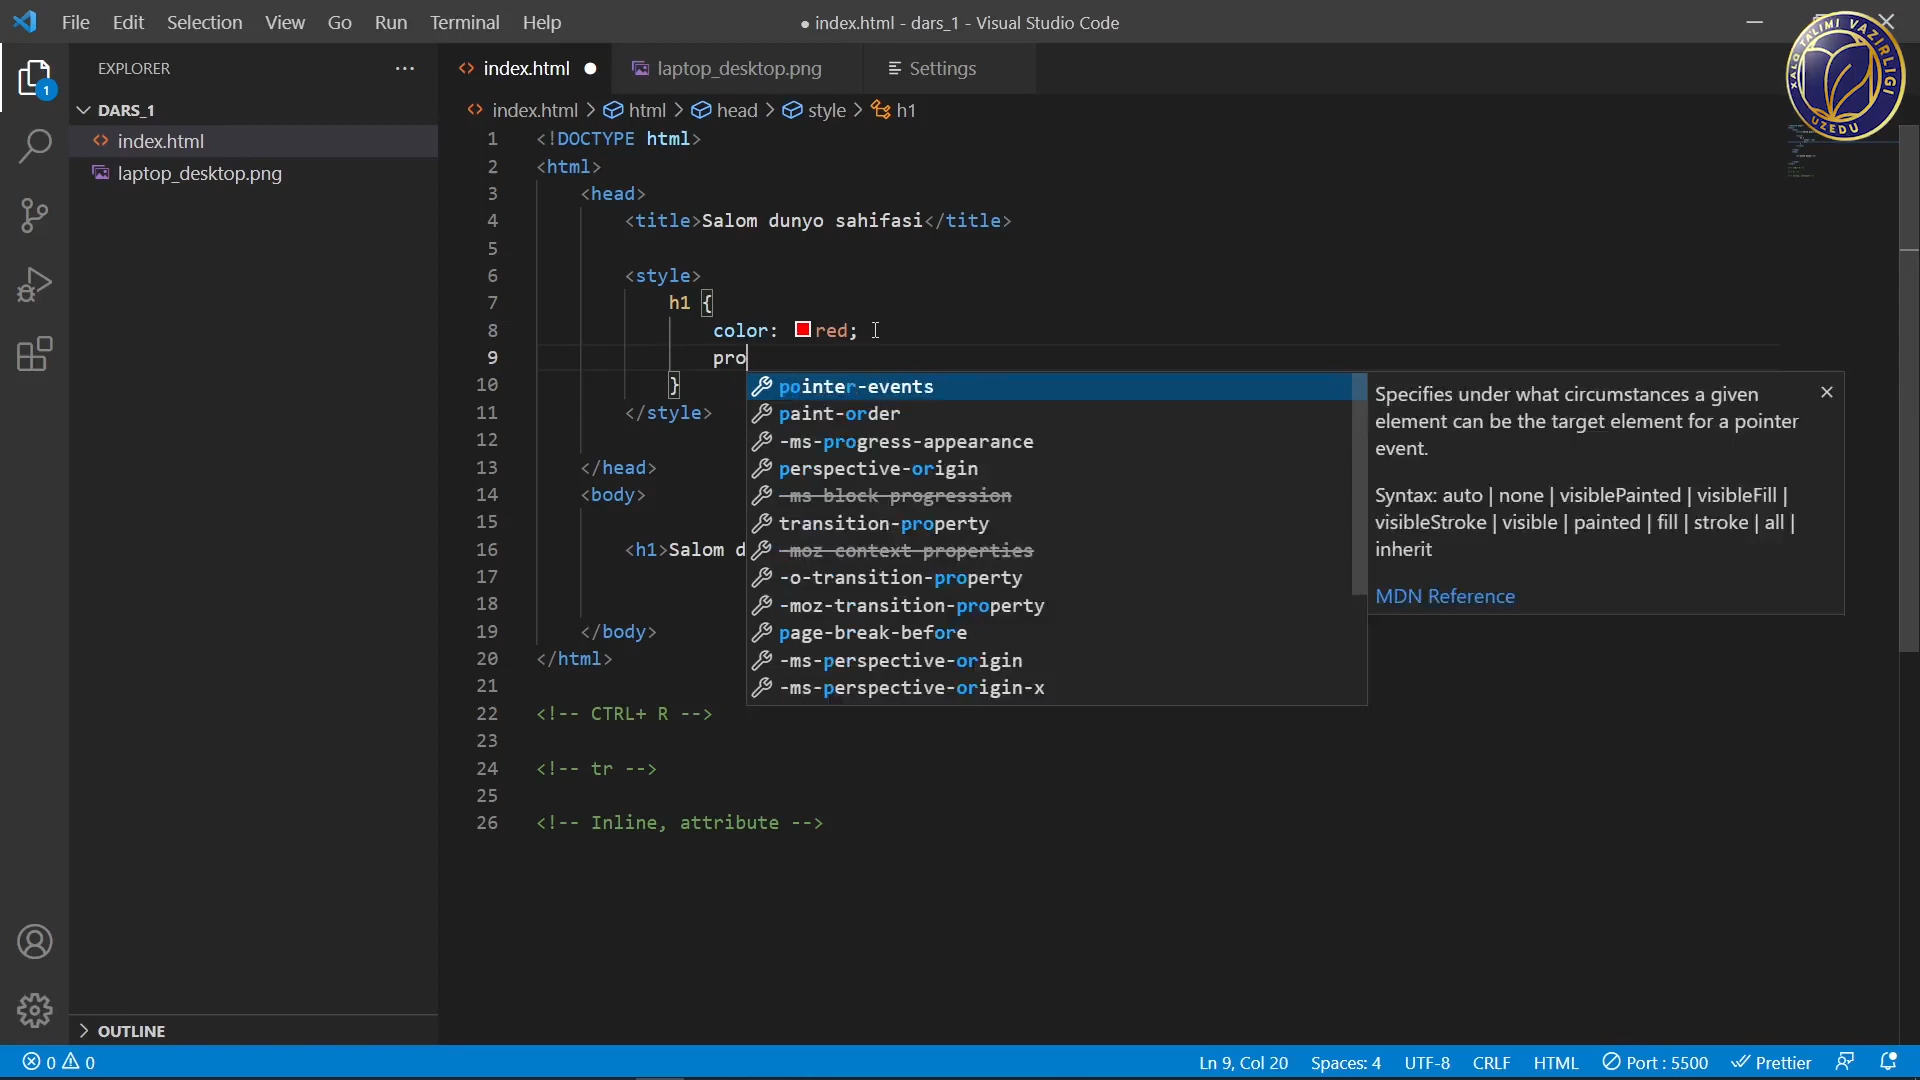 File Edit Selection View Go Run Terminal Help
● index.html - dars_1 - Visual Studio Code
XALQ TA'LIMI VAZIRLIGI
UZEDU
EXPLORER
1
DARS_1
index.html
laptop_desktop.png
OUTLINE
index.html ● laptop_desktop.png Settings
index.html > html > head > style > h1
1 <!DOCTYPE html>
2 <html>
3 <head>
4 <title>Salom dunyo sahifasi</title>
5
6 <style>
7 h1 {
8 color: red;
9 pro
10 }
11 </style>
12
13 </head>
14 <body>
15
16 <h1>Salom d
17
18
19 </body>
20 </html>
21
22 <!-- CTRL+ R -->
23
24 <!-- tr -->
25
26 <!-- Inline, attribute -->
pointer-events
paint-order
-ms-progress-appearance
perspective-origin
-ms-block-progression
transition-property
-moz-context-properties
-o-transition-property
-moz-transition-property
page-break-before
-ms-perspective-origin
-ms-perspective-origin-x
Specifies under what circumstances a given
element can be the target element for a pointer
event.
Syntax: auto | none | visiblePainted | visibleFill |
visibleStroke | visible | painted | fill | stroke | all |
inherit
MDN Reference
0 0 Ln 9, Col 20 Spaces: 4 UTF-8 CRLF HTML Port : 5500 Prettier